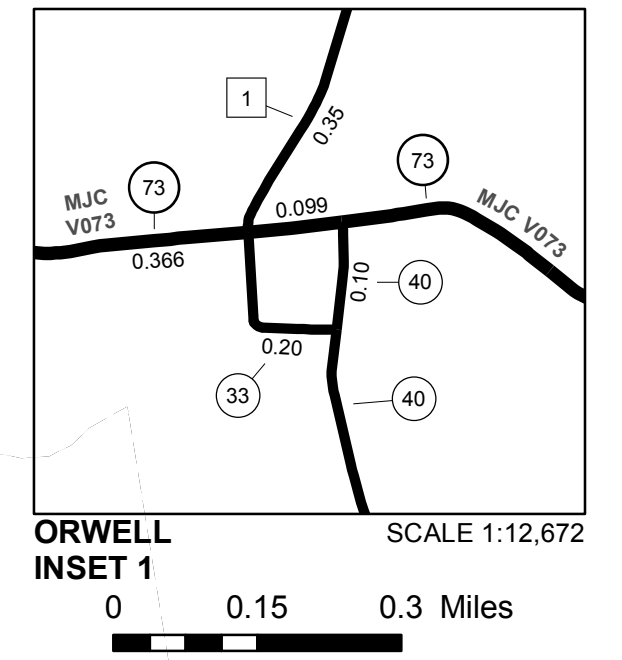 1
0.35
73
MJC V073
MJC
V073
73
0.099
0.366
0.10
40
0.20
33
40
ORWELL
INSET 1
SCALE 1:12,672
0 0.15 0.3 Miles